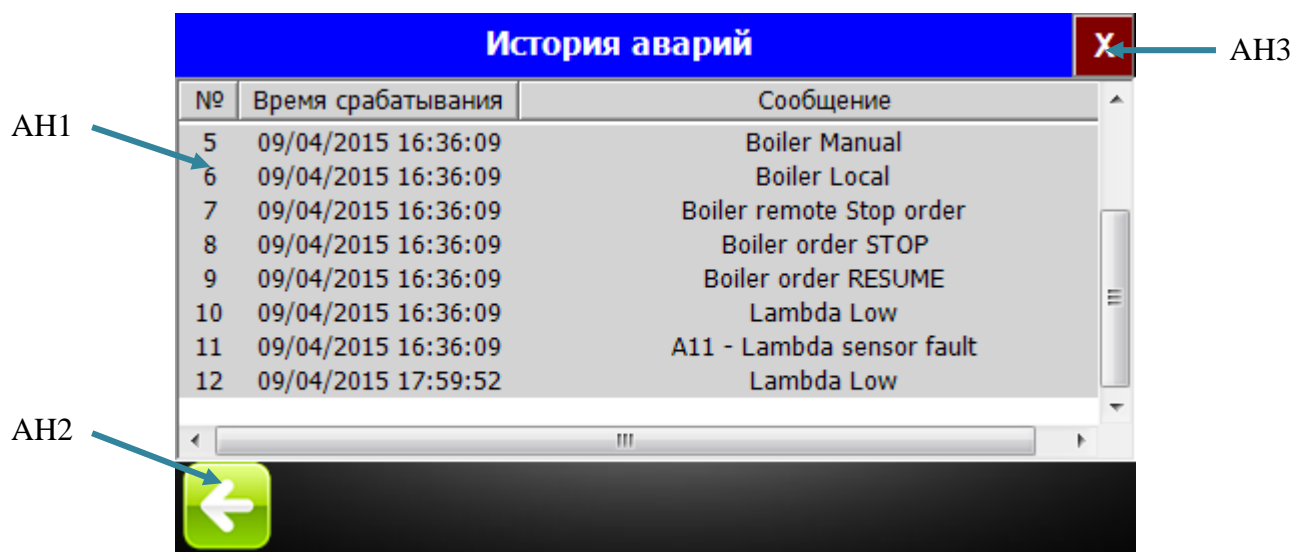 История аварий
X
AH3
№ Время срабатывания Сообщение
AH1
5 09/04/2015 16:36:09 Boiler Manual
6 09/04/2015 16:36:09 Boiler Local
7 09/04/2015 16:36:09 Boiler remote Stop order
8 09/04/2015 16:36:09 Boiler order STOP
9 09/04/2015 16:36:09 Boiler order RESUME
10 09/04/2015 16:36:09 Lambda Low
11 09/04/2015 16:36:09 A11 - Lambda sensor fault
12 09/04/2015 17:59:52 Lambda Low
AH2